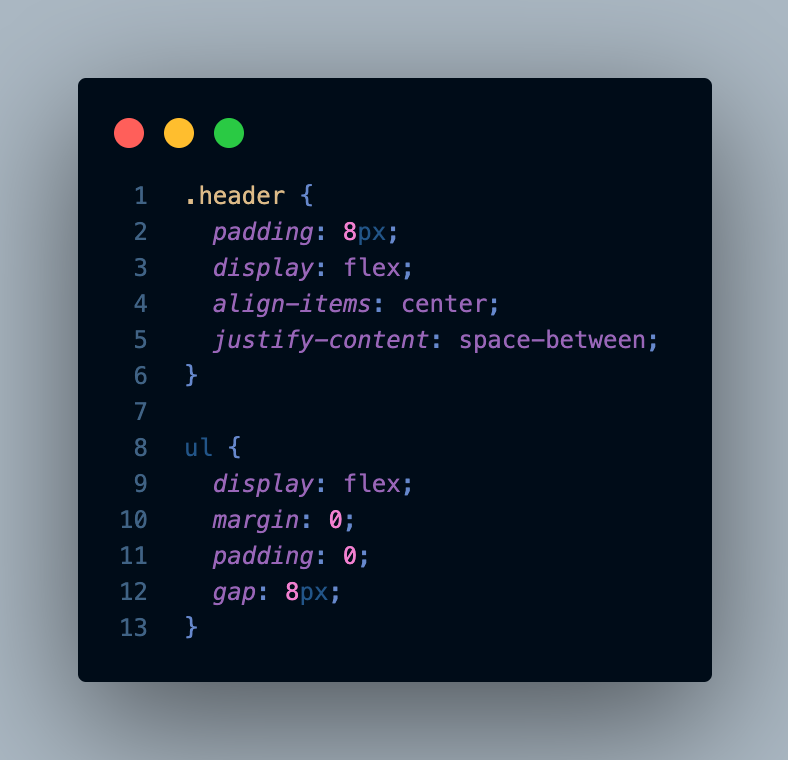 1 .header {
2 padding: 8px;
3 display: flex;
4 align-items: center;
5 justify-content: space-between;
6 }
7
8 ul {
9 display: flex;
10 margin: 0;
11 padding: 0;
12 gap: 8px;
13 }